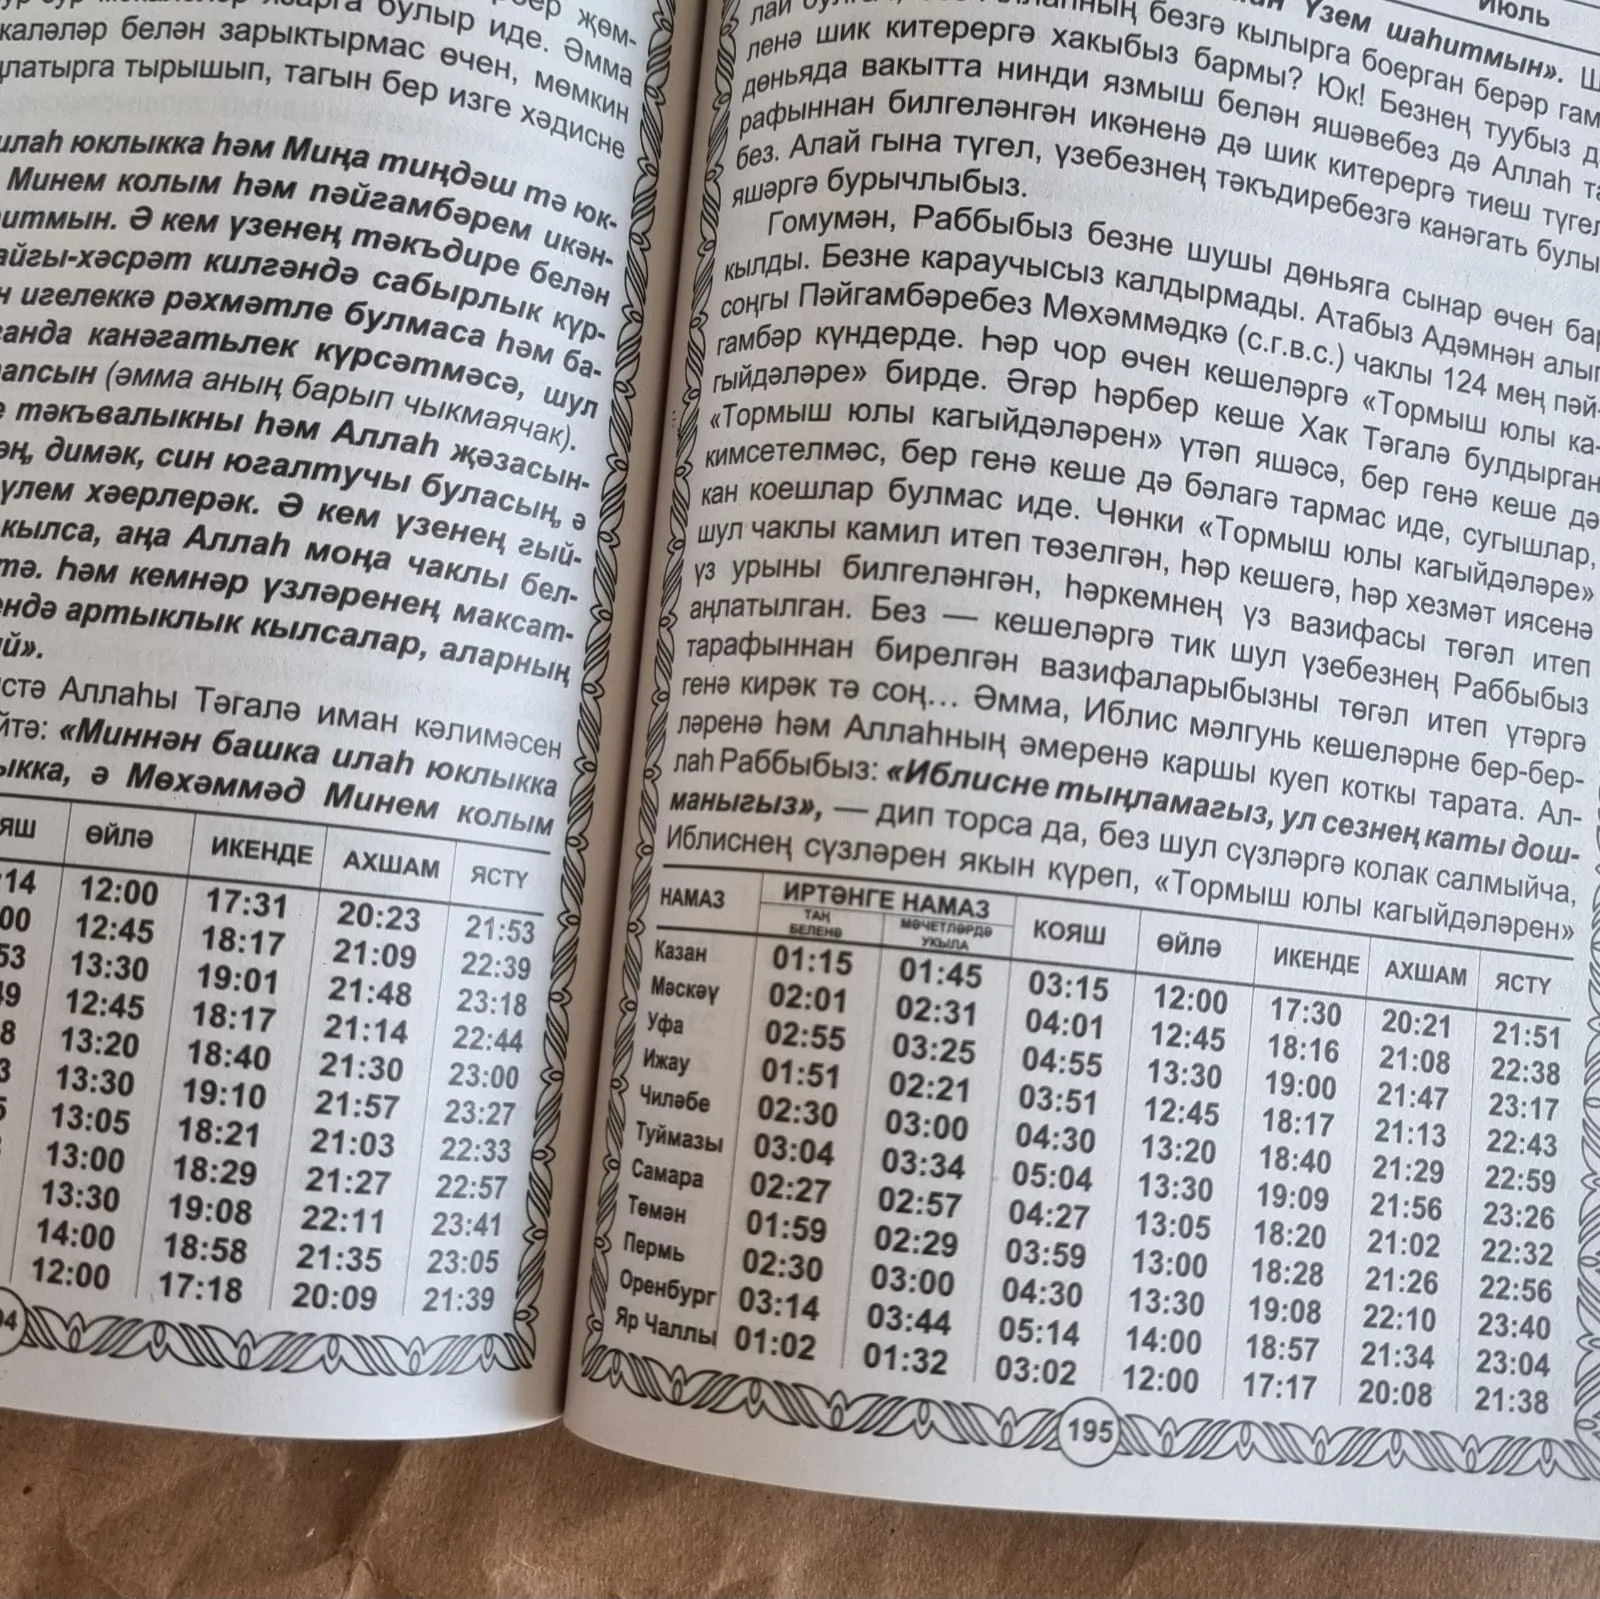 каләләр белән зарыктырмас өчен, мөмкин
тырышып, тагын бер изге хәдисне
юклыкка һәм Миңа тиңдәш тә юк-
Минем колым һәм пәйгамбәрем икән-
Ә кем үзенең тәкъдире белән
килгәндә сабырлык күр-
игелеккә рәхмәтле булмаса һәм ба-
канәгатьлек күрсәтмәсә, шул
(әмма аның барып чыкмаячак).
тәкъвалыкны һәм Аллаһ җәзасын-
димәк, син югалтучы буласың, ә
үлем хәерлерәк. Ә кем үзенең гый-
кылса, аңа Аллаһ моңа чаклы бел-
һәм кемнәр үзләренең максат-
артыклык кылсалар, аларның
Аллаһы Тәгалә иман кәлимәсен
«Миннән башка илаһ юклыкка
ә Мөхәммәд Минем колым
ӨЙЛӘ ИКЕНДЕ АХШАМ ЯСТҮ
12:00 17:31 20:23 21:53
12:45 18:17 21:09 22:39
13:30 19:01 21:48 23:18
12:45 18:17 21:14 22:44
13:20 18:40 21:30 23:00
13:30 19:10 21:57 23:27
13:05 18:21 21:03 22:33
13:00 18:29 21:27 22:57
13:30 19:08 22:11 23:41
14:00 18:58 21:35 23:05
12:00 17:18 20:09 21:39
Июль
Үзем шаһитмын».
безгә кылырга боерган берәр
ленә шик китерергә хакыбыз бармы? Юк! Безнең туубыз
дөньяда вакытта нинди язмыш белән яшәвебез дә Аллаһ та-
рафыннан билгеләнгән икәненә дә шик китерергә тиеш түгел-
без. Алай гына түгел, үзебезнең тәкъдиребезгә канәгать булып
яшәргә бурычлыбыз.
Гомумән, Раббыбыз безне шушы дөньяга сынар өчен бар
кылды. Безне караучысыз калдырмады. Атабыз Адәмнән алып
соңгы Пәйгамбәребез Мөхәммәдкә (с.г.в.с.) чаклы 124 мең пәй-
гамбәр күндерде. Һәр чор өчен кешеләргә «Тормыш юлы ка-
гыйдәләре» бирде. Әгәр һәрбер кеше Хак Тәгалә булдырган
«Тормыш юлы кагыйдәләрен» үтәп яшәсә, бер генә кеше дә
кимсетелмәс, бер генә кеше дә бәлагә тармас иде, сугышлар,
кан коешлар булмас иде. Чөнки «Тормыш юлы кагыйдәләре»
шул чаклы камил итеп төзелгән, һәр кешегә, һәр хезмәт иясенә
үз урыны билгеләнгән, һәркемнең үз вазифасы төгәл итеп
аңлатылган. Без — кешеләргә тик шул үзебезнең Раббыбыз
тарафыннан бирелгән вазифаларыбызны төгәл итеп үтәргә
генә кирәк тә соң... Әмма, Иблис мәлгунь кешеләрне бер-бер-
ләренә һәм Аллаһның әмеренә каршы куеп коткы тарата. Ал-
лаһ Раббыбыз: «Иблисне тыңламагыз, ул сезнең каты дош-
маныгыз», — дип торса да, без шул сүзләргә колак салмыйча,
Иблиснең сүзләрен якын күреп, «Тормыш юлы кагыйдәләрен»
НАМАЗ ИРТӘНГЕ НАМАЗ КОЯШ ӨЙЛӘ ИКЕНДЕ АХШАМ ЯСТҮ
ТАҢ БЕЛЕНӘ МӘЧЕТЛӘРДӘ УКЫЛА
Казан 01:15 01:45 03:15 12:00 17:30 20:21 21:51
Мәскәү 02:01 02:31 04:01 12:45 18:16 21:08 22:38
Уфа 02:55 03:25 04:55 13:30 19:00 21:47 23:17
Ижау 01:51 02:21 03:51 12:45 18:17 21:13 22:43
Чиләбе 02:30 03:00 04:30 13:20 18:40 21:29 22:59
Туймазы 03:04 03:34 05:04 13:30 19:09 21:56 23:26
Самара 02:27 02:57 04:27 13:05 18:20 21:02 22:32
Төмән 01:59 02:29 03:59 13:00 18:28 21:26 22:56
Пермь 02:30 03:00 04:30 13:30 19:08 22:10 23:40
Оренбург 03:14 03:44 05:14 14:00 18:57 21:34 23:04
Яр Чаллы 01:02 01:32 03:02 12:00 17:17 20:08 21:38
195